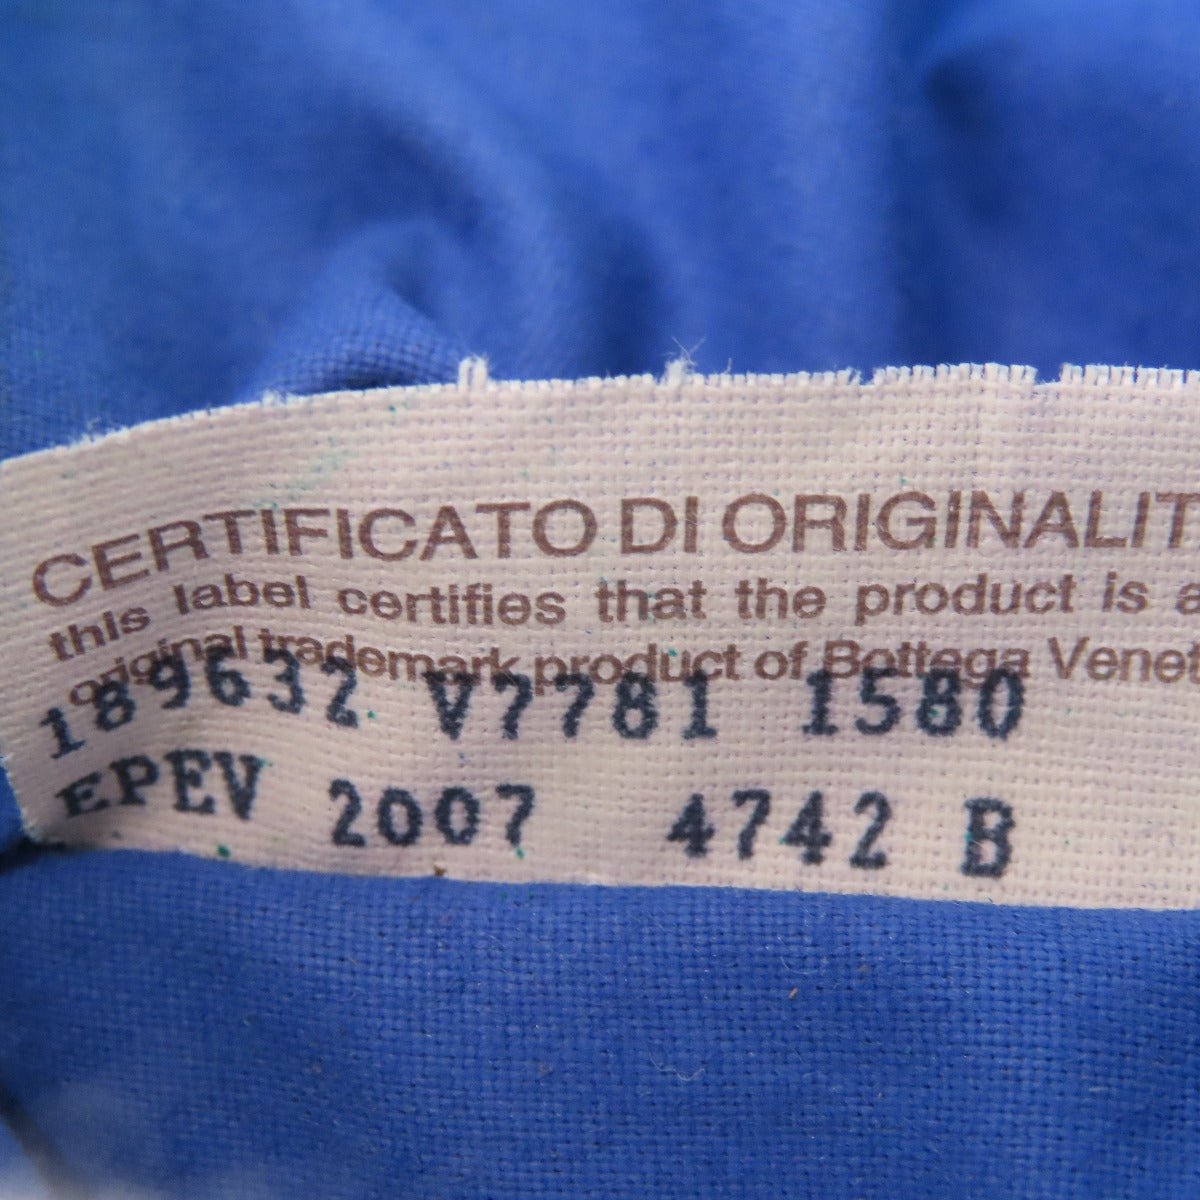 CERTIFICATO DI ORIGINALIT
this label certifies that the product is a
original trademark product of Bottega Venet
189632 V7781 1580
EPEV 2007 4742 B